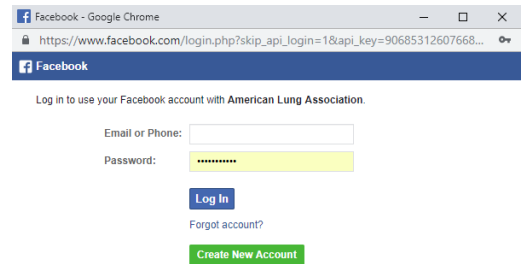 Facebook - Google Chrome
https://www.facebook.com/login.php?skip_api_login=1&api_key=90685312607668...
Facebook
Log in to use your Facebook account with American Lung Association.
Email or Phone:
Password: •••••••••••
Log In
Forgot account?
Create New Account